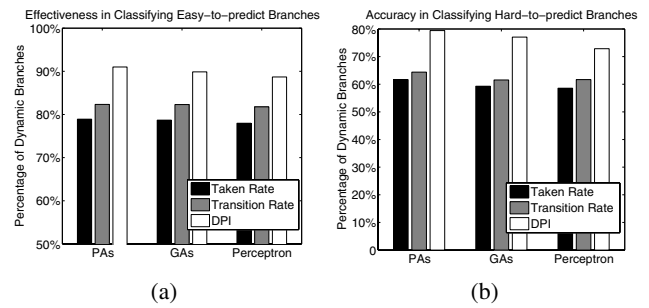 Effectiveness in Classifying Easy-to-predict Branches
Percentage of Dynamic Branches
100%
90%
80%
70%
60%
50%
Taken Rate
Transition Rate
DPI
PAs
GAs
Perceptron
(a)
Accuracy in Classifying Hard-to-predict Branches
Percentage of Dynamic Branches
80%
70%
60%
50%
40%
30%
20%
10%
0
Taken Rate
Transition Rate
DPI
PAs
GAs
Perceptron
(b)